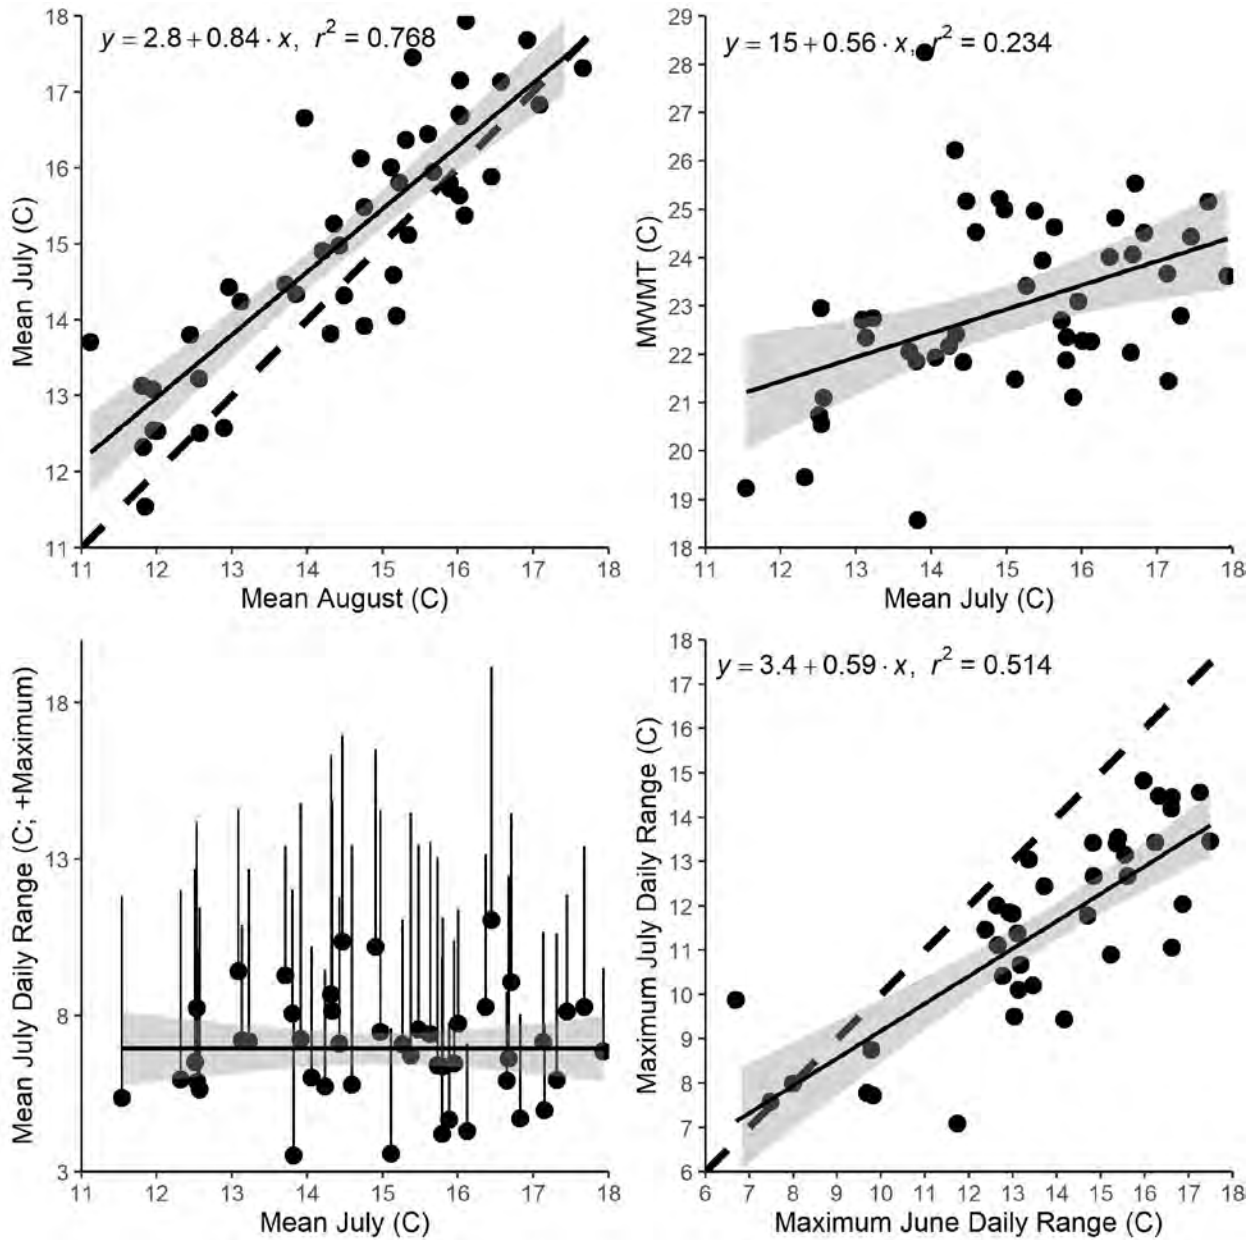 y = 2.8 + 0.84 · x, r² = 0.768
18
17
16
15
14
13
12
11
Mean July (C)
11 12 13 14 15 16 17 18
Mean August (C)
y = 15 + 0.56 · x, r² = 0.234
29
28
27
26
25
24
23
22
21
20
19
18
MWMT (C)
11 12 13 14 15 16 17 18
Mean July (C)
18
13
8
3
Mean July Daily Range (C; +Maximum)
11 12 13 14 15 16 17 18
Mean July (C)
y = 3.4 + 0.59 · x, r² = 0.514
18
17
16
15
14
13
12
11
10
9
8
7
6
Maximum July Daily Range (C)
6 7 8 9 10 11 12 13 14 15 16 17 18
Maximum June Daily Range (C)